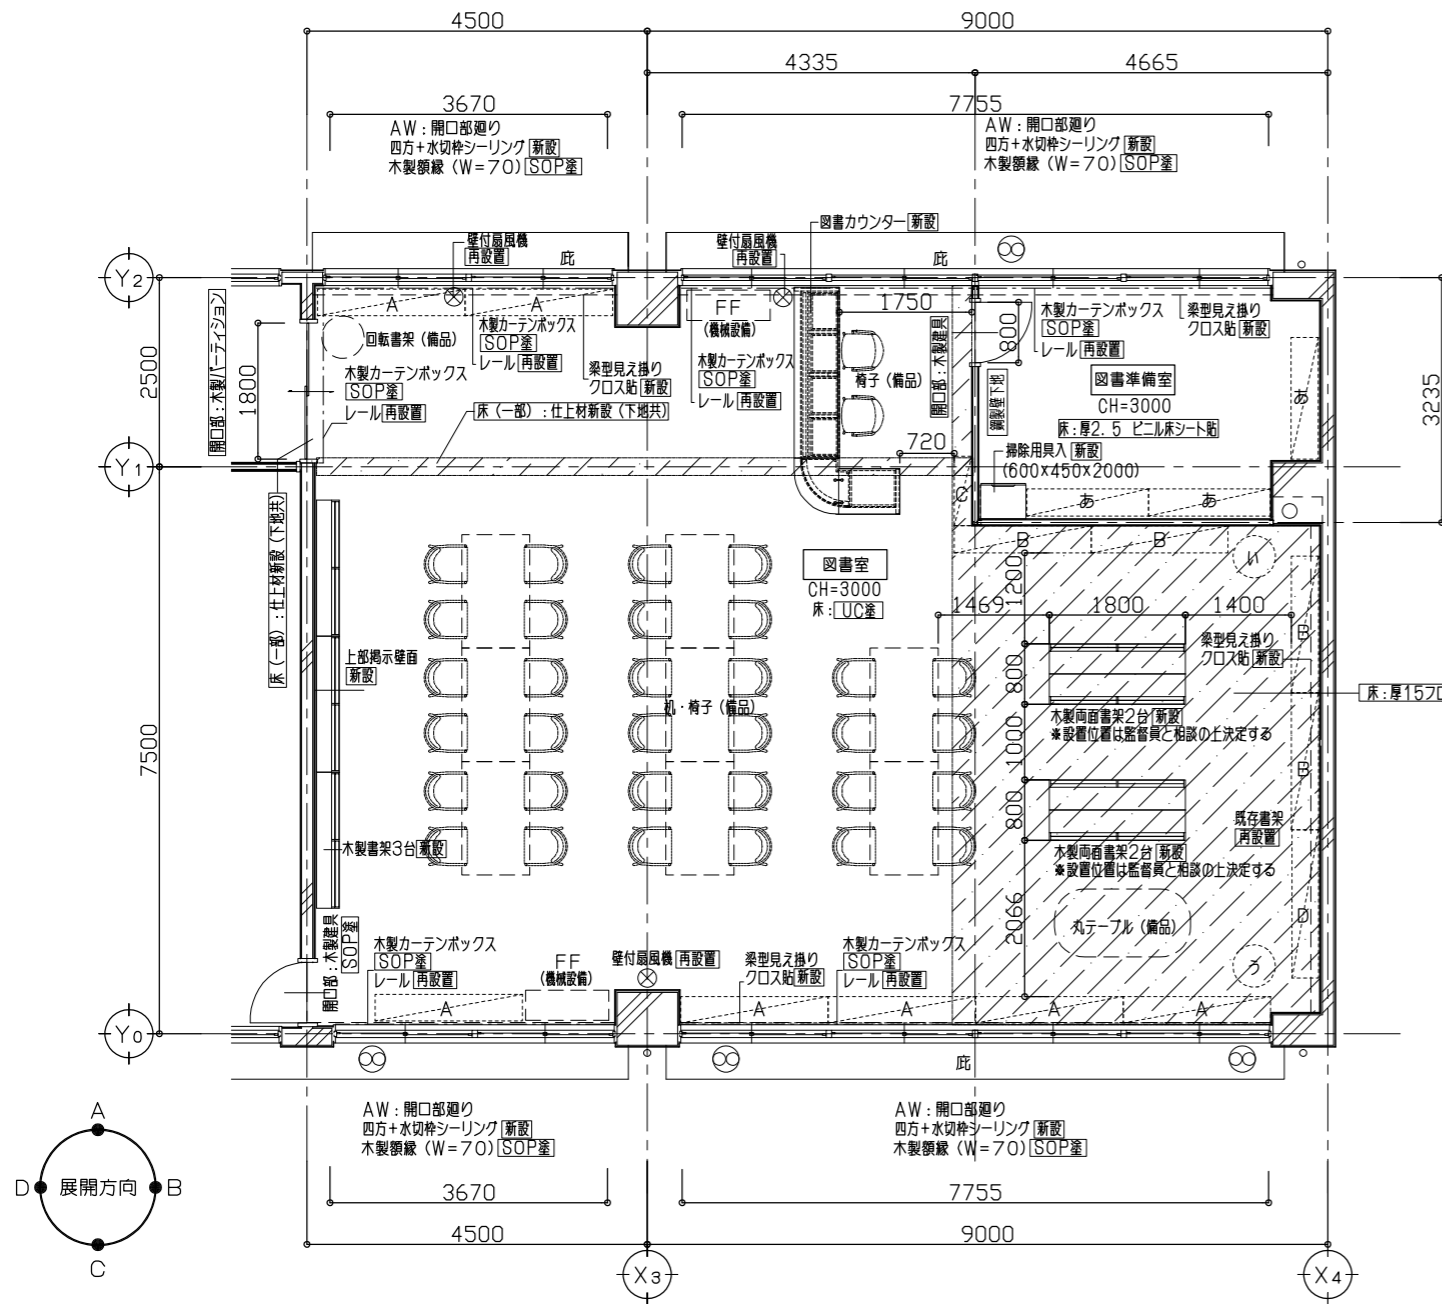 4500
9000
4335
4665
3670
7755
AW：開口部廻り
四方＋水切枠シーリング 新設
木製額縁（W＝70）SOP塗
AW：開口部廻り
四方＋水切枠シーリング 新設
木製額縁（W＝70）SOP塗
図書カウンター 新設
壁付扇風機
再設置
庇
壁付扇風機
再設置
庇
Y2
A
A
FF
(機械設備)
1750
800
回転書架（備品）
木製カーテンボックス
SOP塗
レール 再設置
梁型見え掛り
クロス貼 新設
木製カーテンボックス
SOP塗
レール 再設置
椅子（備品）
開口部：木製建具
木製カーテンボックス
SOP塗
レール 再設置
梁型見え掛り
クロス貼 新設
開口部：木製パーティション
2500
1800
木製カーテンボックス
SOP塗
レール 再設置
床（一部）：仕上材新設（下地共）
鋼製壁下地
図書準備室
CH=3000
床：厚2．5 ビニル床シート貼
あ
3235
720
掃除用具入 新設
(600x450x2000)
Y1
C
あ
あ
床（一部）：仕上材新設（下地共）
図書室
CH=3000
床：UC塗
B
B
い
1200
1469
1800
1400
梁型見え掛り
クロス貼 新設
B
上部掲示壁面
新設
800
机・椅子（備品）
床：厚15フロ
木製両面書架2台 新設
※設置位置は監督員と相談の上決定する
7500
1000
B
800
既存書架
再設置
木製書架3台 新設
木製両面書架2台 新設
※設置位置は監督員と相談の上決定する
2066
丸テーブル（備品）
D
う
開口部：木製建具
SOP塗
木製カーテンボックス
SOP塗
レール 再設置
FF
(機械設備)
壁付扇風機 再設置
梁型見え掛り
クロス貼 新設
木製カーテンボックス
SOP塗
レール 再設置
A
A
A
A
A
Y0
庇
AW：開口部廻り
四方＋水切枠シーリング 新設
木製額縁（W＝70）SOP塗
AW：開口部廻り
四方＋水切枠シーリング 新設
木製額縁（W＝70）SOP塗
A
D
展開方向
B
C
3670
7755
4500
9000
X3
X4